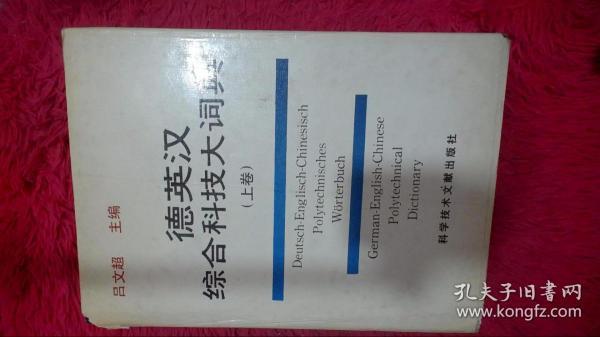 吕文超 主编
德英汉
综合科技大词典
(上卷)
Deutsch-Englisch-Chinesisch
Polytechnisches
Wörterbuch
German-English-Chinese
Polytechnical
Dictionary
科学技术文献出版社
孔夫子旧书网
www.kongfz.com